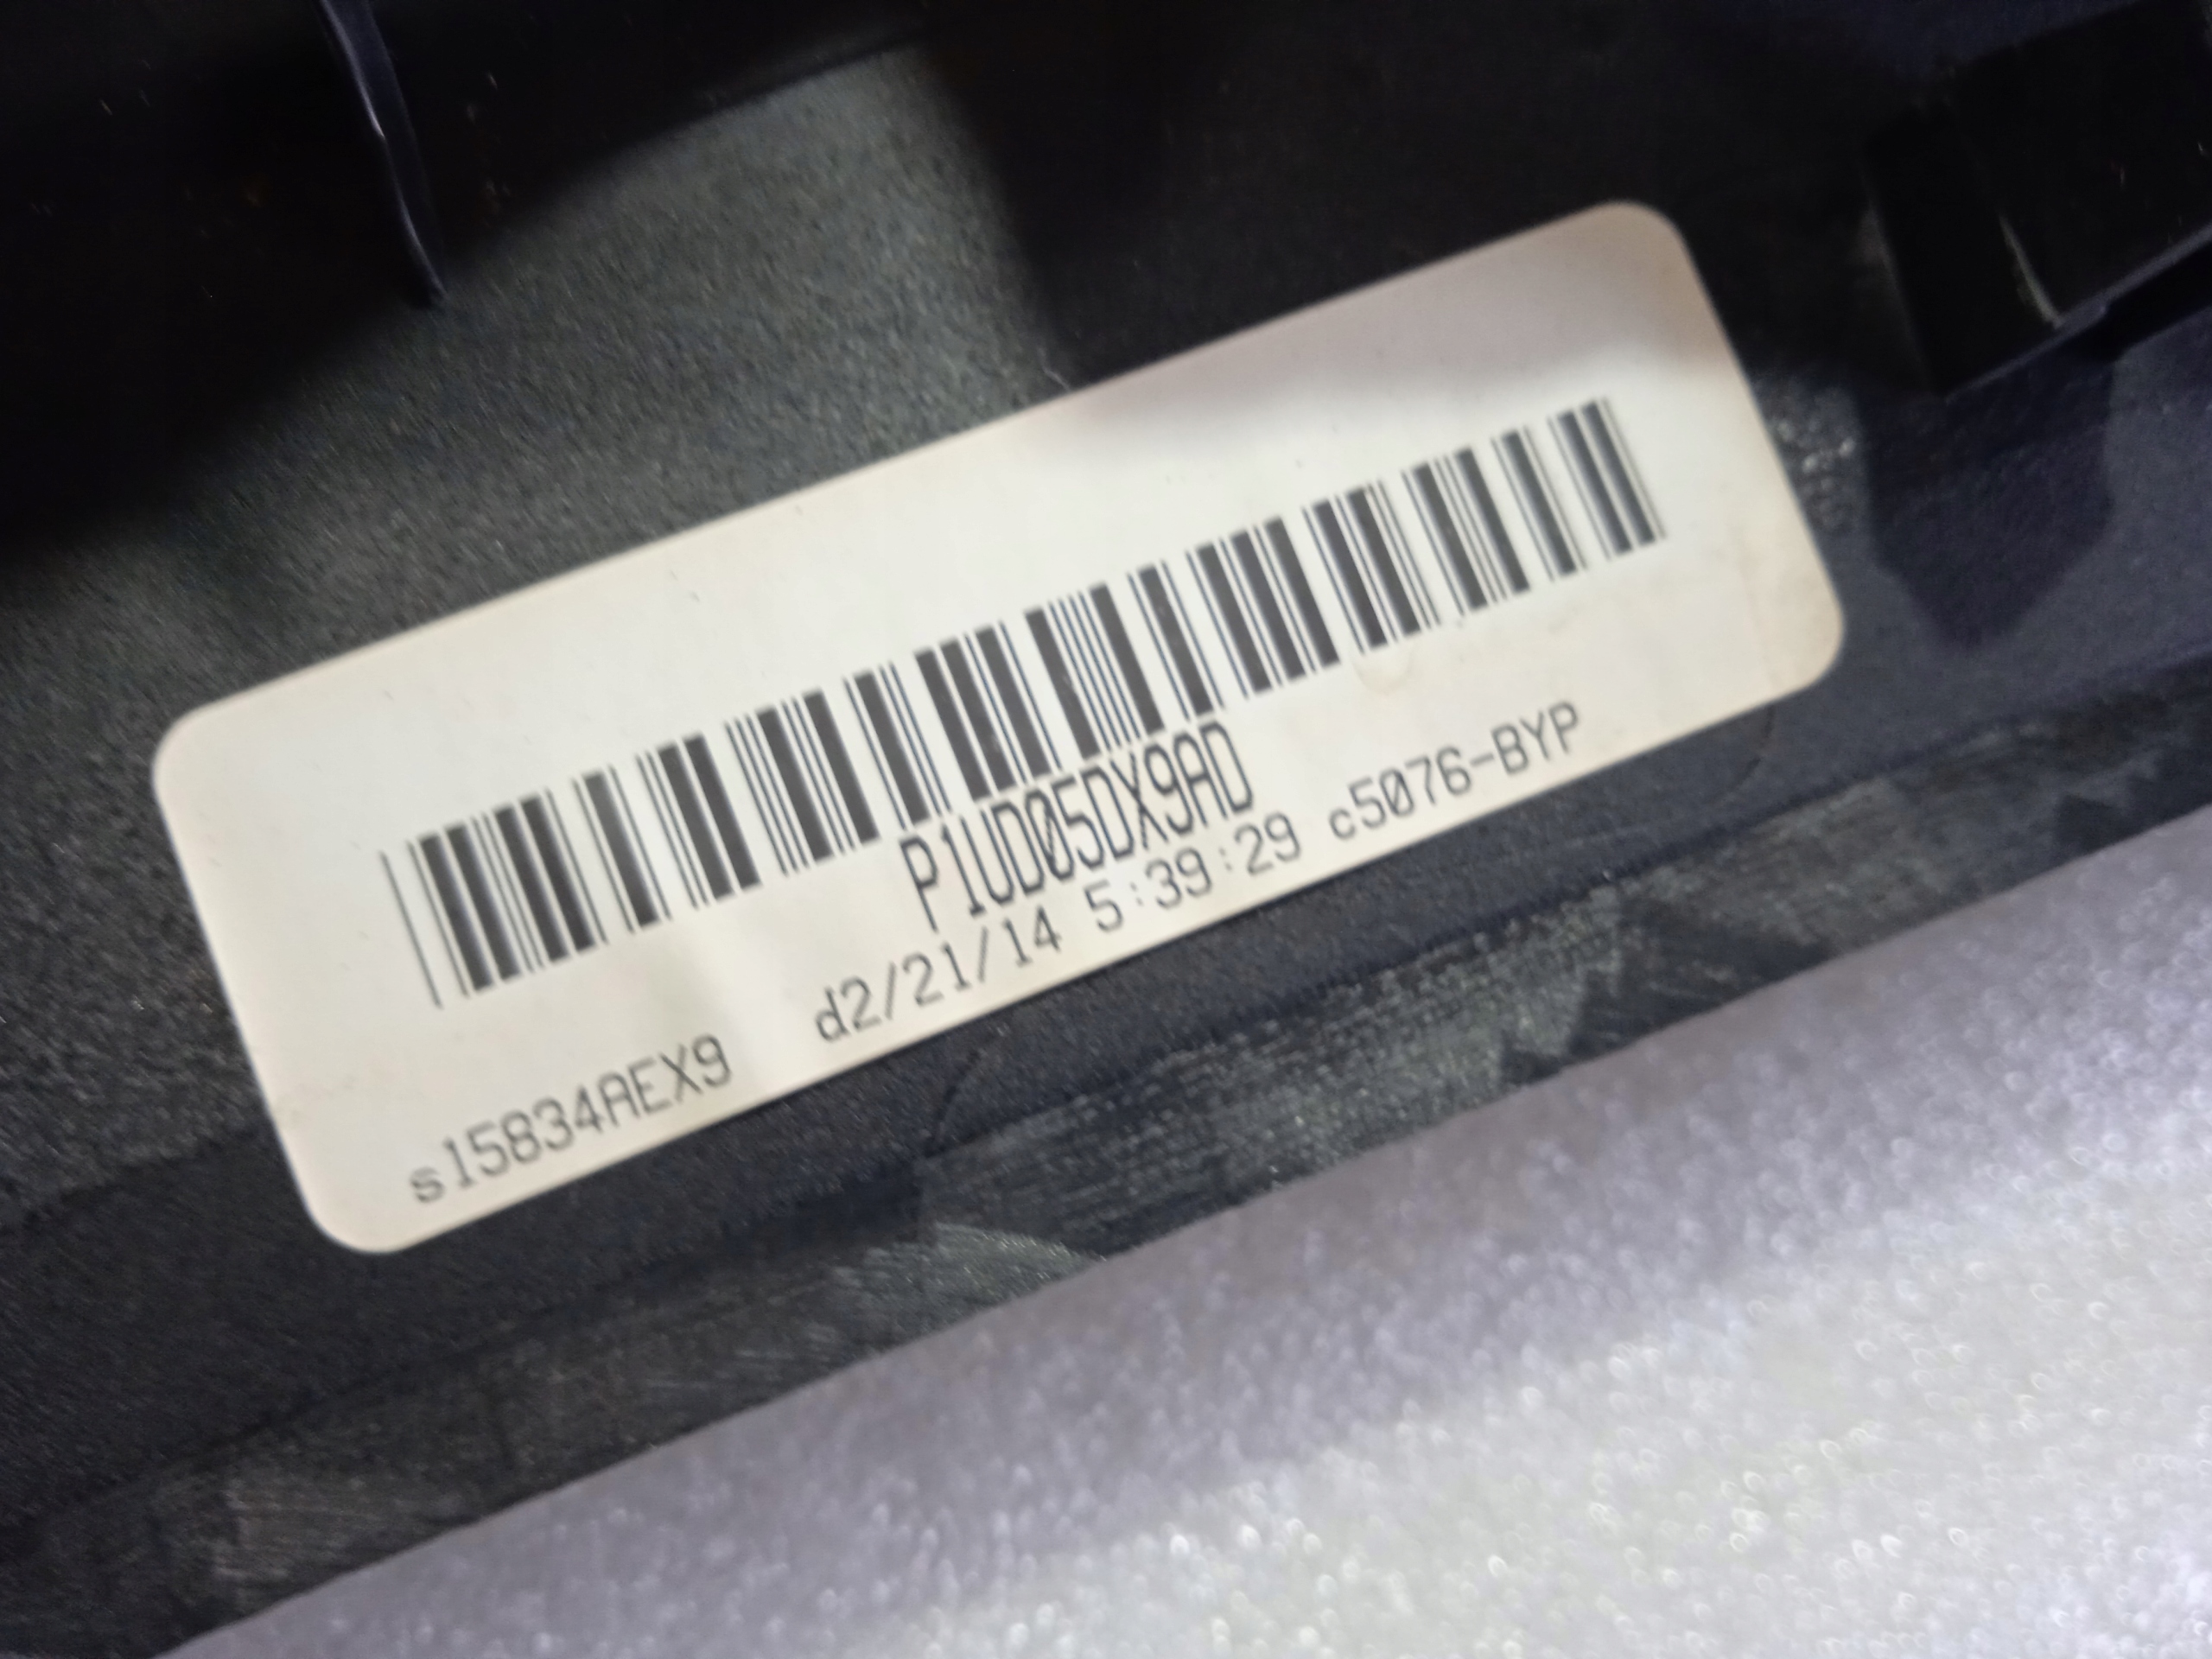 P1UD05DX9AD
s15834AEX9 d2/21/14 5:39:29 c5076-BYP